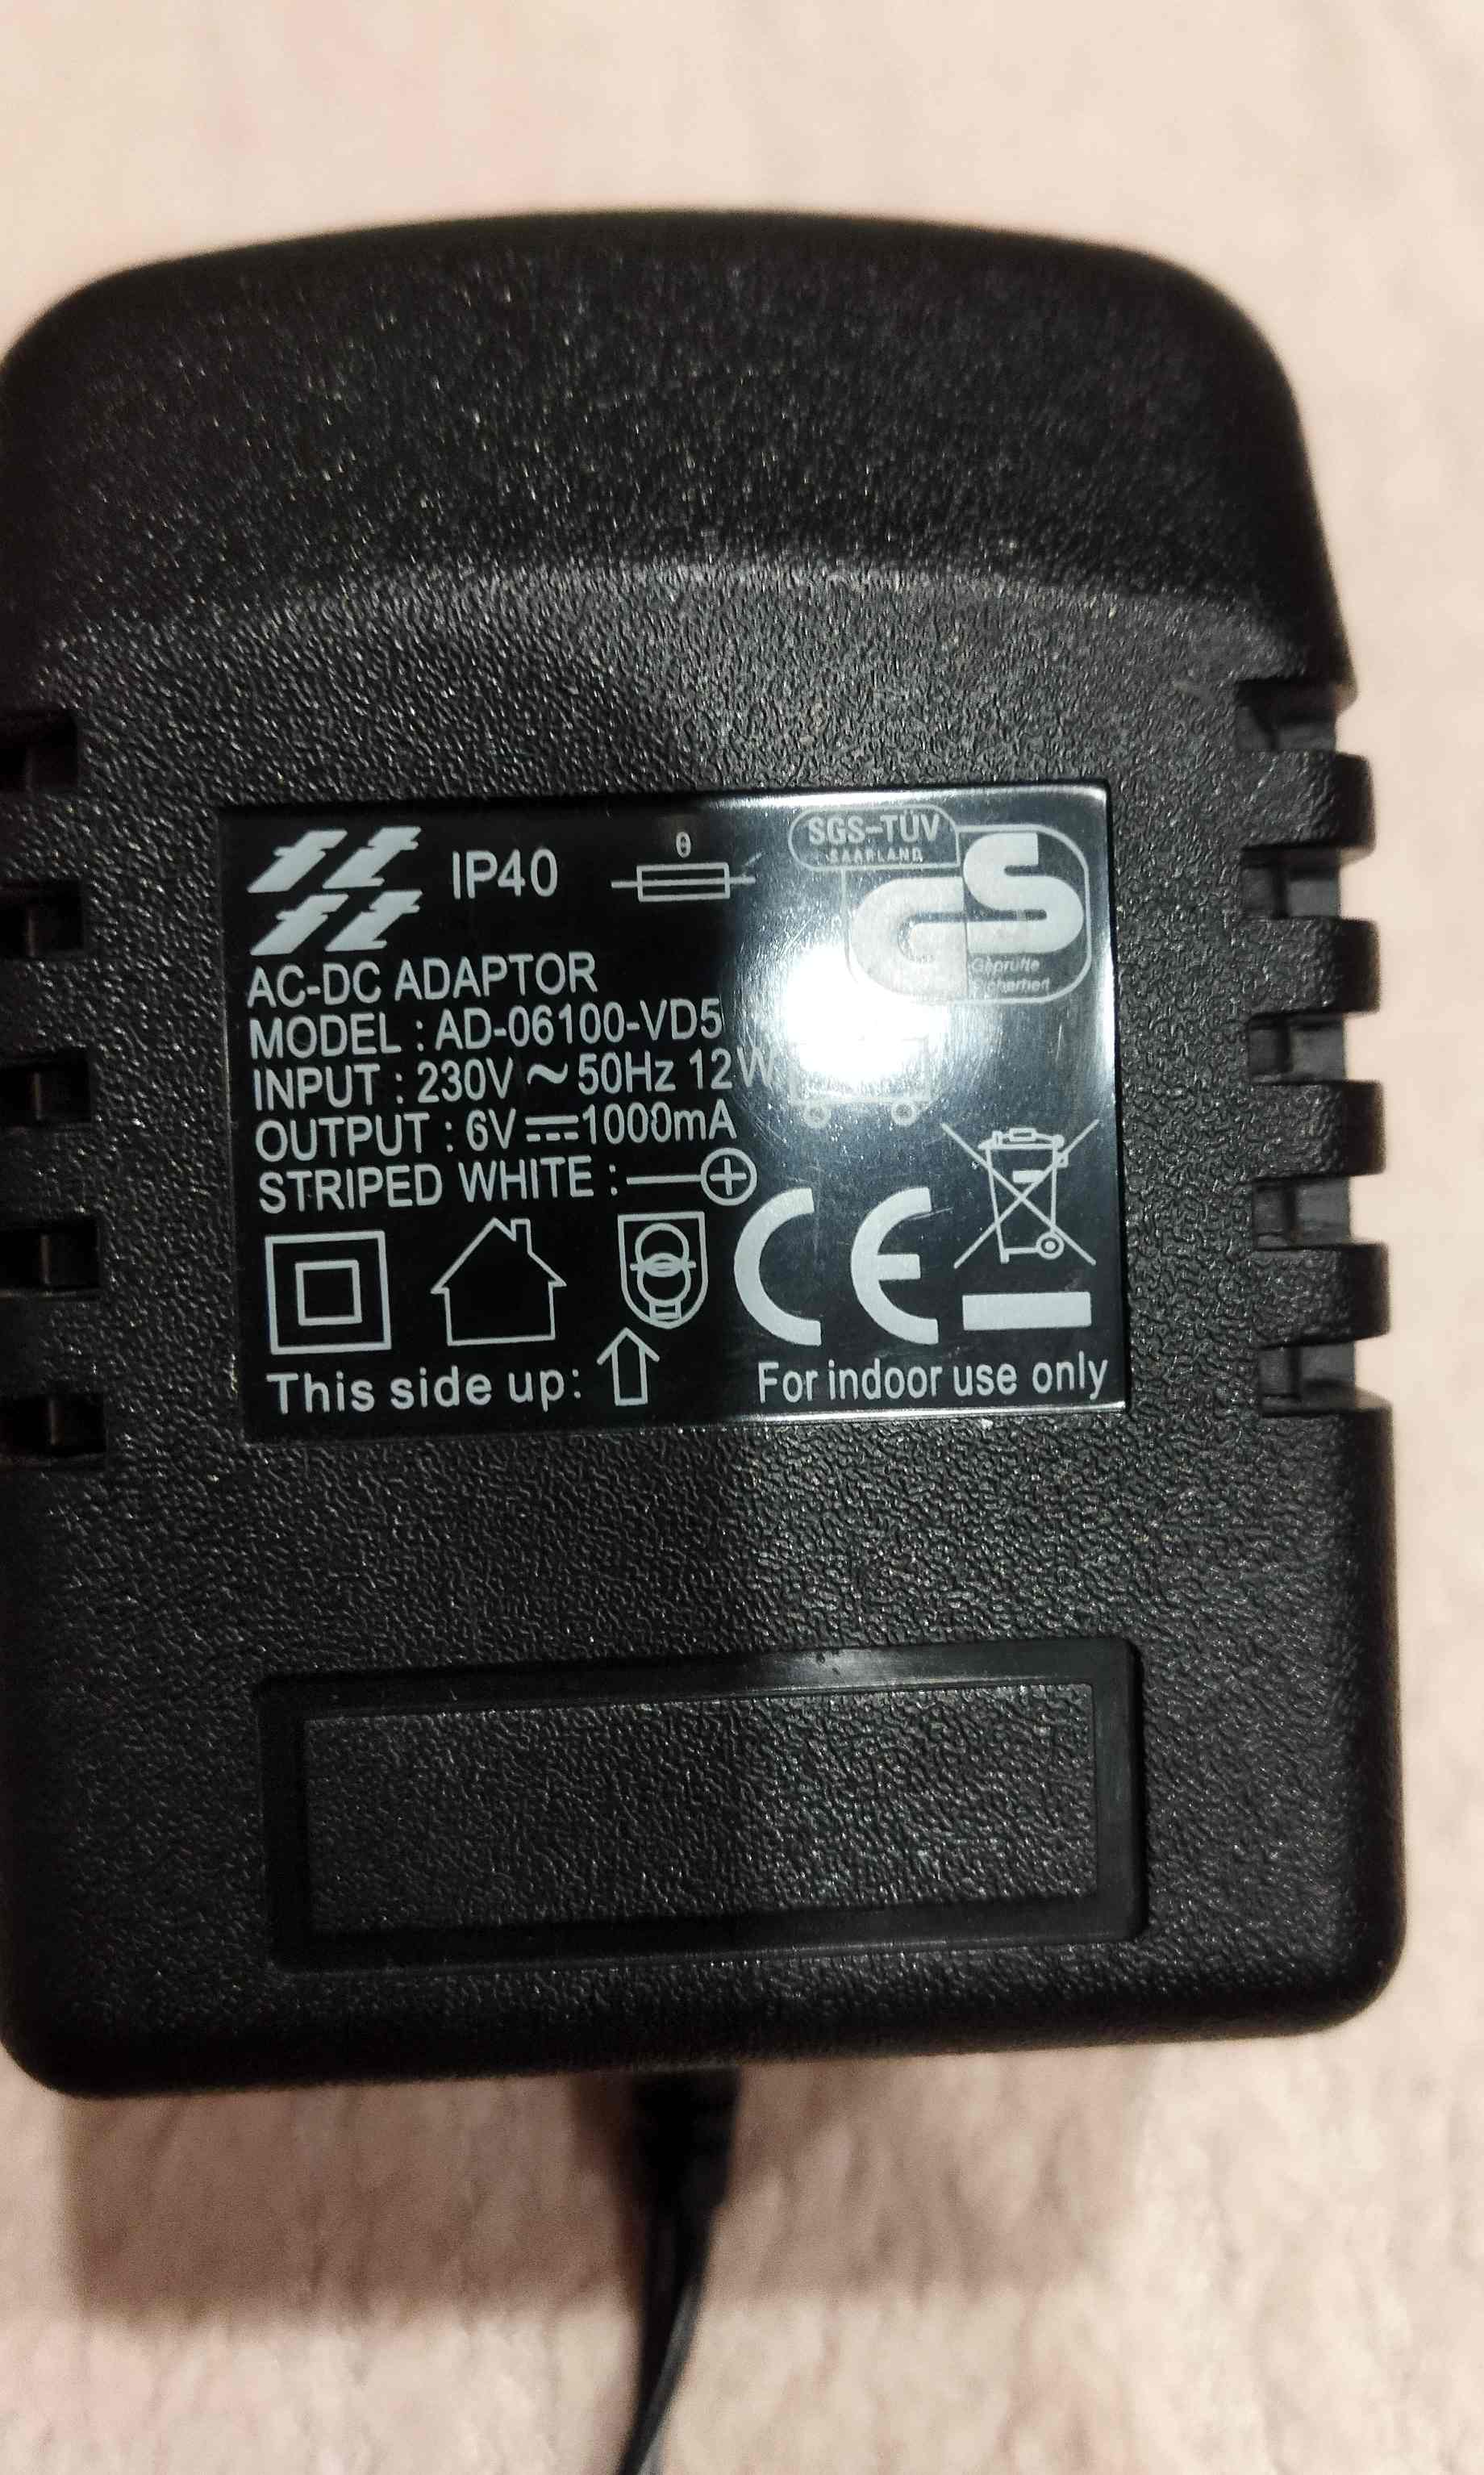 IP40
θ
SGS-TÜV
SAARLAND
GS
Geprüfte
Sicherheit
AC-DC ADAPTOR
MODEL : AD-06100-VD5
INPUT : 230V ~ 50Hz 12W
OUTPUT : 6V ⎓ 1000mA
STRIPED WHITE : +
CE
This side up:
For indoor use only